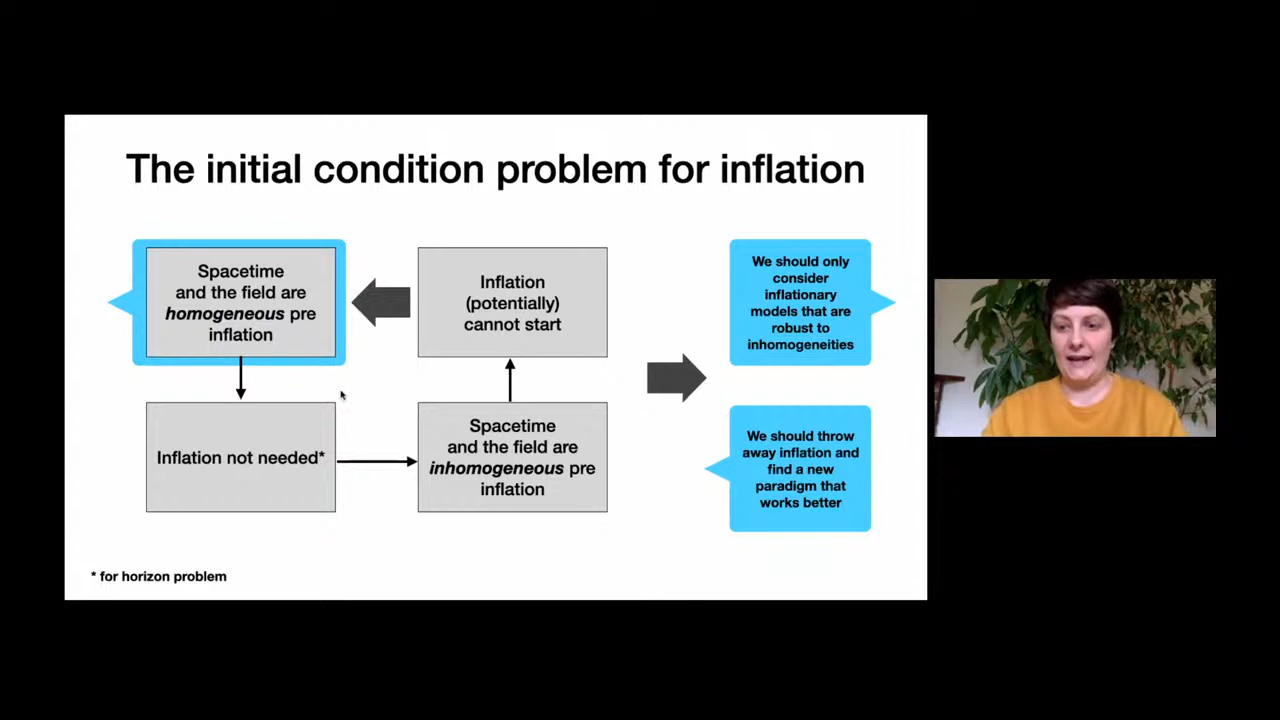 The initial condition problem for inflation
Spacetime
and the field are
homogeneous pre
inflation
Inflation
(potentially)
cannot start
We should only
consider
inflationary
models that are
robust to
inhomogeneities
Inflation not needed*
Spacetime
and the field are
inhomogeneous pre
inflation
We should throw
away inflation and
find a new
paradigm that
works better
* for horizon problem